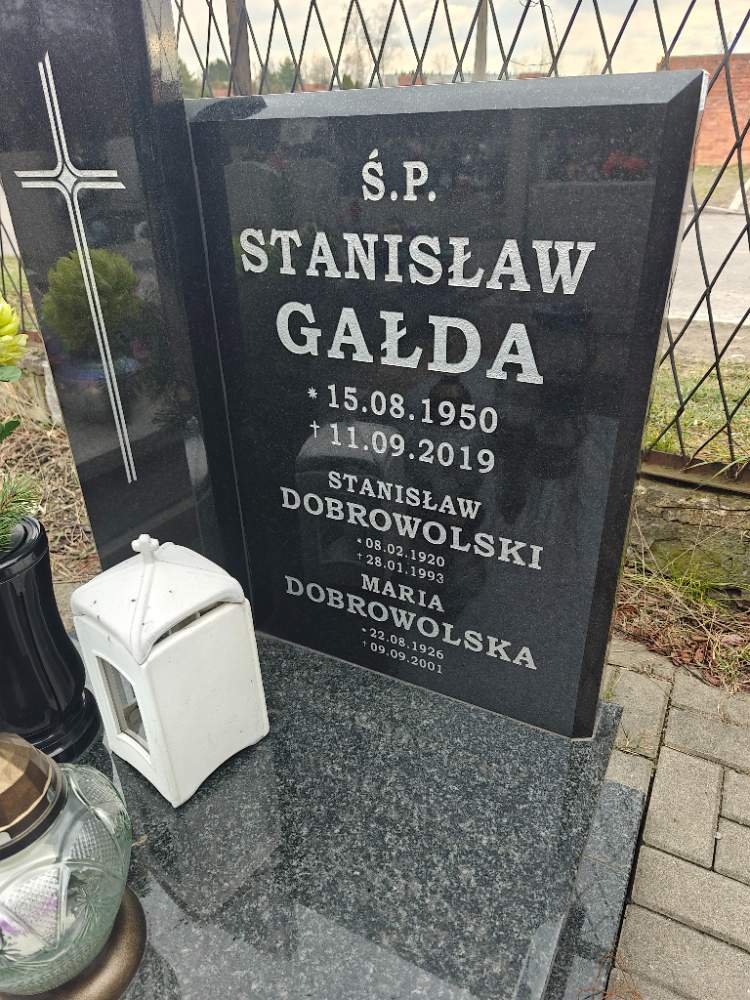 Ś.P.
STANISŁAW
GAŁDA
* 15.08.1950
† 11.09.2019
STANISŁAW
DOBROWOLSKI
* 08.02.1920
† 28.01.1993
MARIA
DOBROWOLSKA
* 22.08.1926
† 09.09.2001